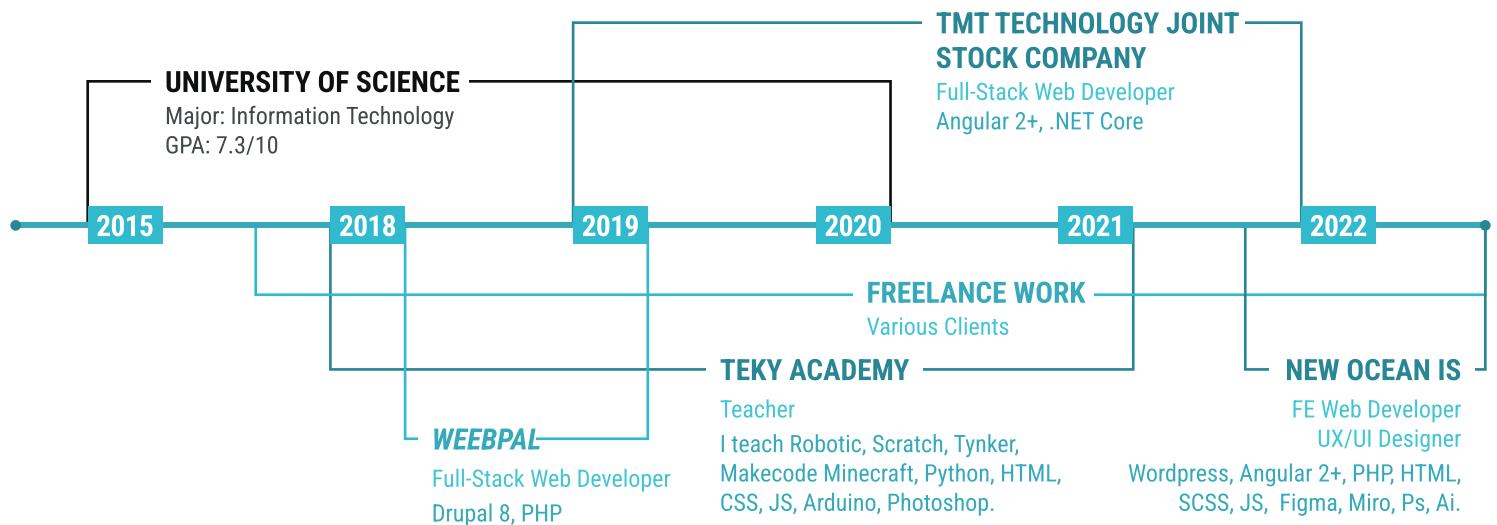 TMT TECHNOLOGY JOINT
STOCK COMPANY
Full-Stack Web Developer
Angular 2+, .NET Core
UNIVERSITY OF SCIENCE
Major: Information Technology
GPA: 7.3/10
2015
2018
2019
2020
2021
2022
FREELANCE WORK
Various Clients
TEKY ACADEMY
Teacher
I teach Robotic, Scratch, Tynker,
Makecode Minecraft, Python, HTML,
CSS, JS, Arduino, Photoshop.
NEW OCEAN IS
FE Web Developer
UX/UI Designer
Wordpress, Angular 2+, PHP, HTML,
SCSS, JS,  Figma, Miro, Ps, Ai.
WEEBPAL
Full-Stack Web Developer
Drupal 8, PHP